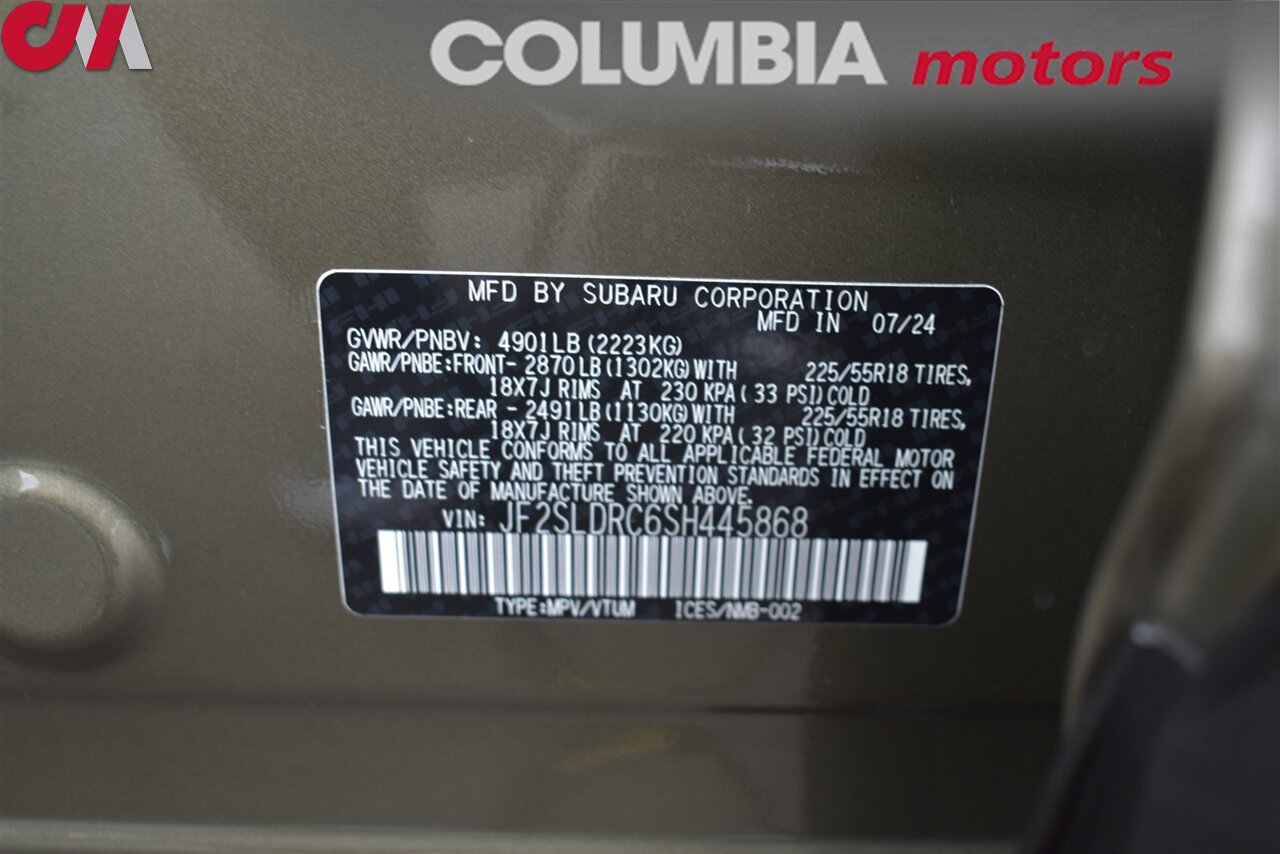 CM
COLUMBIA motors
MFD BY SUBARU CORPORATION
MFD IN 07/24
GVWR/PNBV: 4901LB (2223KG)
GAWR/PNBE:FRONT- 2870LB (1302KG) WITH 225/55R18 TIRES,
18X7J RIMS AT 230 KPA ( 33 PSI) COLD
GAWR/PNBE:REAR - 2491LB (1130KG) WITH 225/55R18 TIRES,
18X7J RIMS AT 220 KPA ( 32 PSI) COLD
THIS VEHICLE CONFORMS TO ALL APPLICABLE FEDERAL MOTOR
VEHICLE SAFETY AND THEFT PREVENTION STANDARDS IN EFFECT ON
THE DATE OF MANUFACTURE SHOWN ABOVE.
VIN: JF2SLDRC6SH445868
TYPE:MPV/VTUM ICES/NMB-002